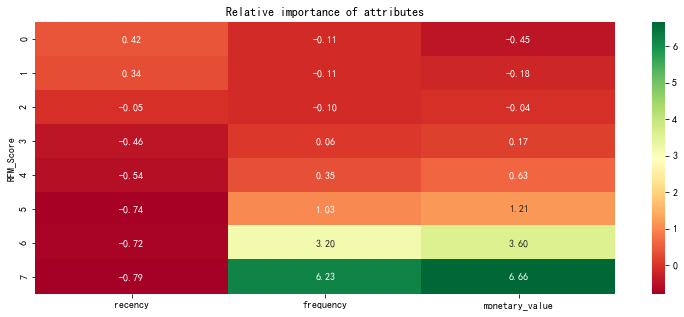 Relative importance of attributes
0 0.42 -0.11 -0.45
1 0.34 -0.11 -0.18
2 -0.05 -0.10 -0.04
3 -0.46 0.06 0.17
4 -0.54 0.35 0.63
5 -0.74 1.03 1.21
6 -0.72 3.20 3.60
7 -0.79 6.23 6.66
RFM_Score
recency frequency monetary_value
6
5
4
3
2
1
0